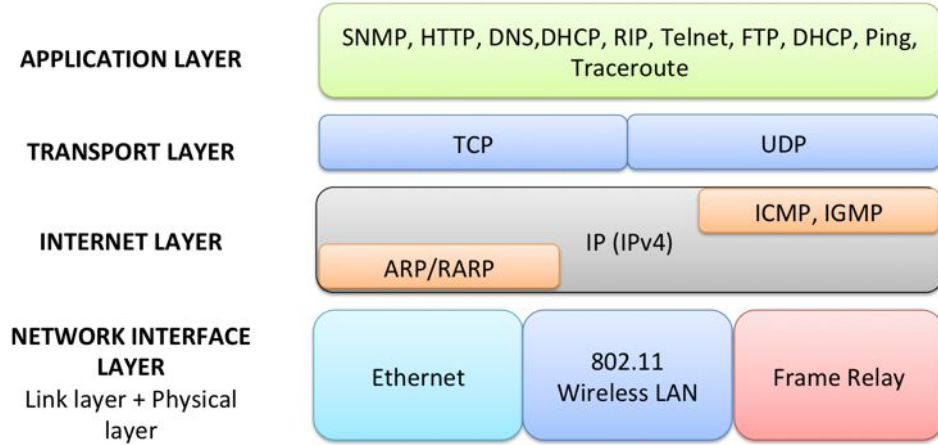 APPLICATION LAYER
SNMP, HTTP, DNS,DHCP, RIP, Telnet, FTP, DHCP, Ping,
Traceroute
TRANSPORT LAYER
TCP
UDP
INTERNET LAYER
ICMP, IGMP
IP (IPv4)
ARP/RARP
NETWORK INTERFACE
LAYER
Link layer + Physical
layer
Ethernet
802.11
Wireless LAN
Frame Relay